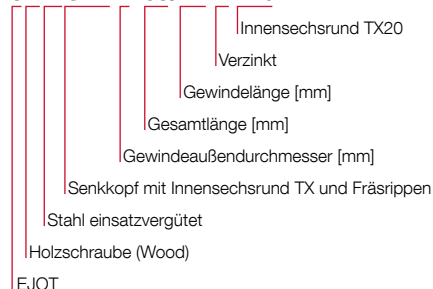 Innensechsrund TX20
Verzinkt
Gewindelänge [mm]
Gesamtlänge [mm]
Gewindeaußendurchmesser [mm]
Senkkopf mit Innensechsrund TX und Fräsrippen
Stahl einsatzvergütet
Holzschraube (Wood)
EJOT